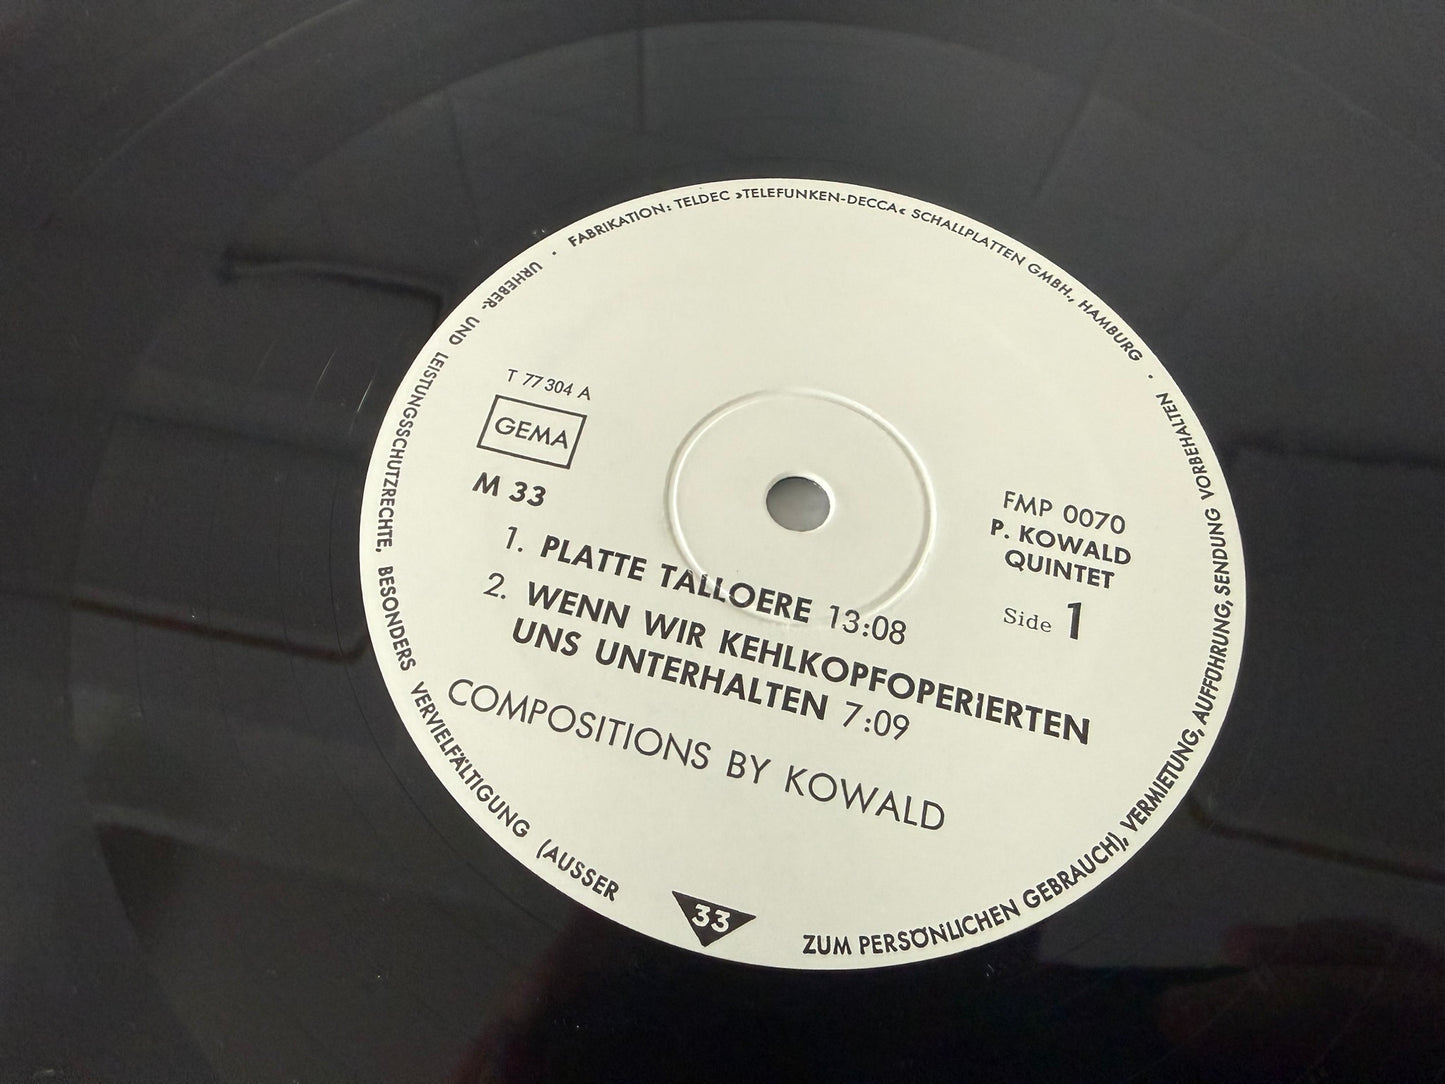 FABRIKATION: TELDEC »TELEFUNKEN-DECCA« SCHALLPLATTEN GMBH., HAMBURG ·
URHEBER- UND LEISTUNGSSCHUTZRECHTE, BESONDERS VERVIELFÄLTIGUNG (AUSSER
ZUM PERSÖNLICHEN GEBRAUCH), VERMIETUNG, AUFFÜHRUNG, SENDUNG VORBEHALTEN ·
T 77 304 A
GEMA
M 33
FMP 0070
P. KOWALD
QUINTET
Side 1
1. PLATTE TALLOERE 13:08
2. WENN WIR KEHLKOPFOPERIERTEN
UNS UNTERHALTEN 7:09
COMPOSITIONS BY KOWALD
33